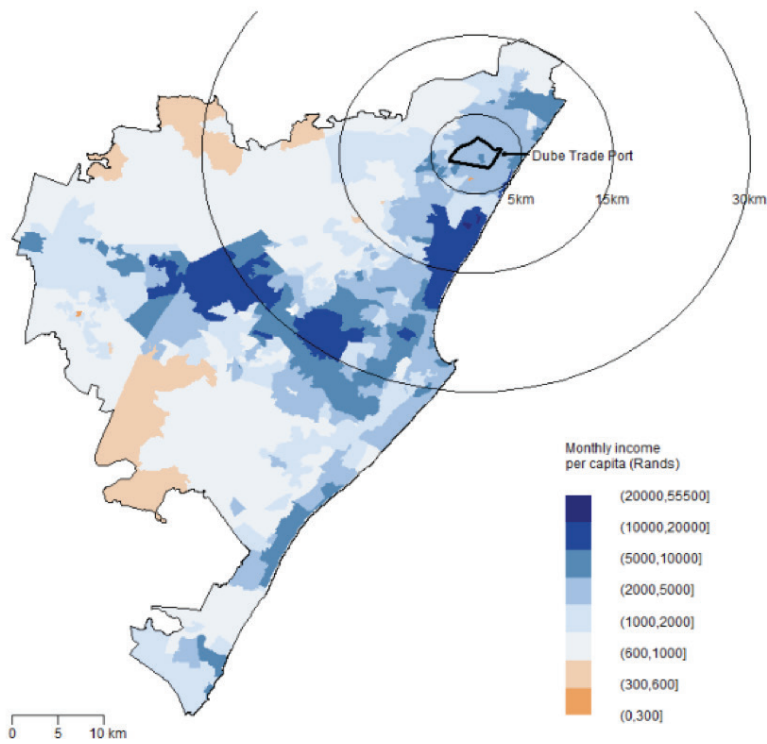 Dube Trade Port
5km
15km
30km
Monthly income
per capita (Rands)
(20000,55500]
(10000,20000]
(5000,10000]
(2000,5000]
(1000,2000]
(600,1000]
(300,600]
(0,300]
0 5 10 km